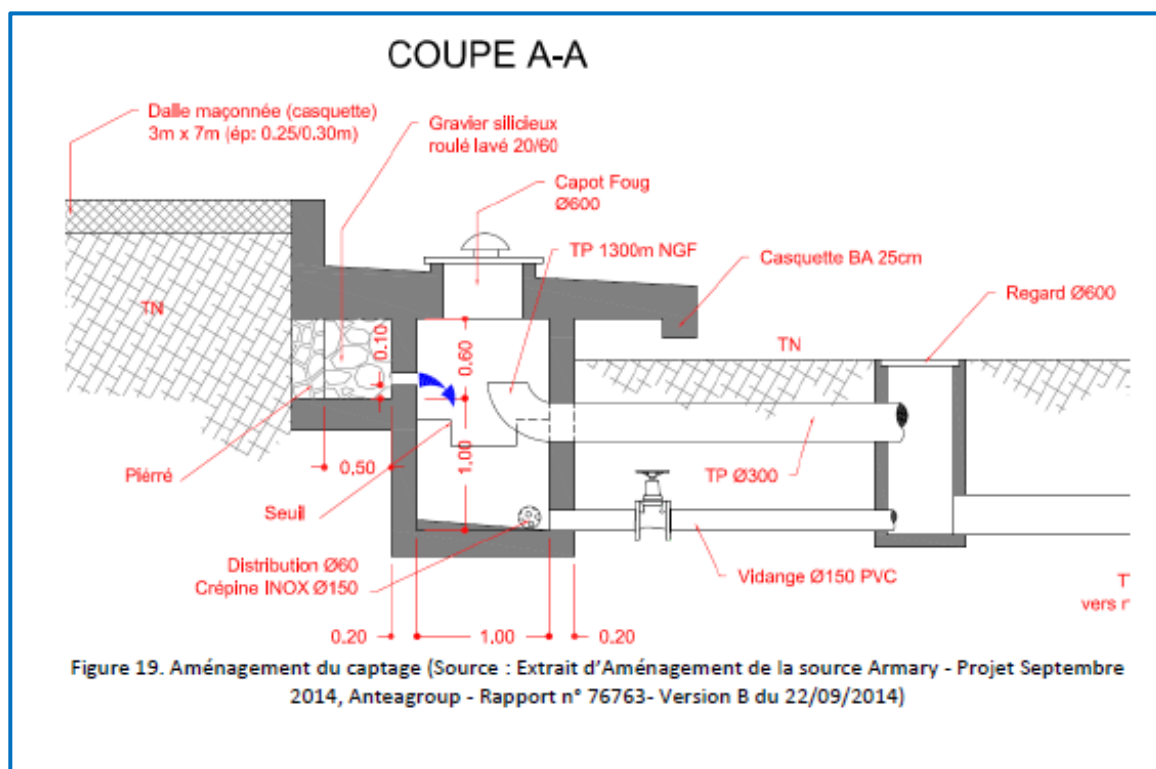 COUPE A-A
Dalle maçonnée (casquette)
3m x 7m (ép: 0.25/0.30m)
Gravier silicieux
roulé lavé 20/60
Capot Foug
Ø600
TP 1300m NGF
Casquette BA 25cm
Regard Ø600
TN
TN
0.10
0.60
Piérré
0,50
1.00
Seuil
TP Ø300
Distribution Ø60
Crépine INOX Ø150
Vidange Ø150 PVC
vers
0.20
1.00
0.20
Figure 19. Aménagement du captage (Source : Extrait d'Aménagement de la source Armary - Projet Septembre
2014, Anteagroup - Rapport n° 76763- Version B du 22/09/2014)